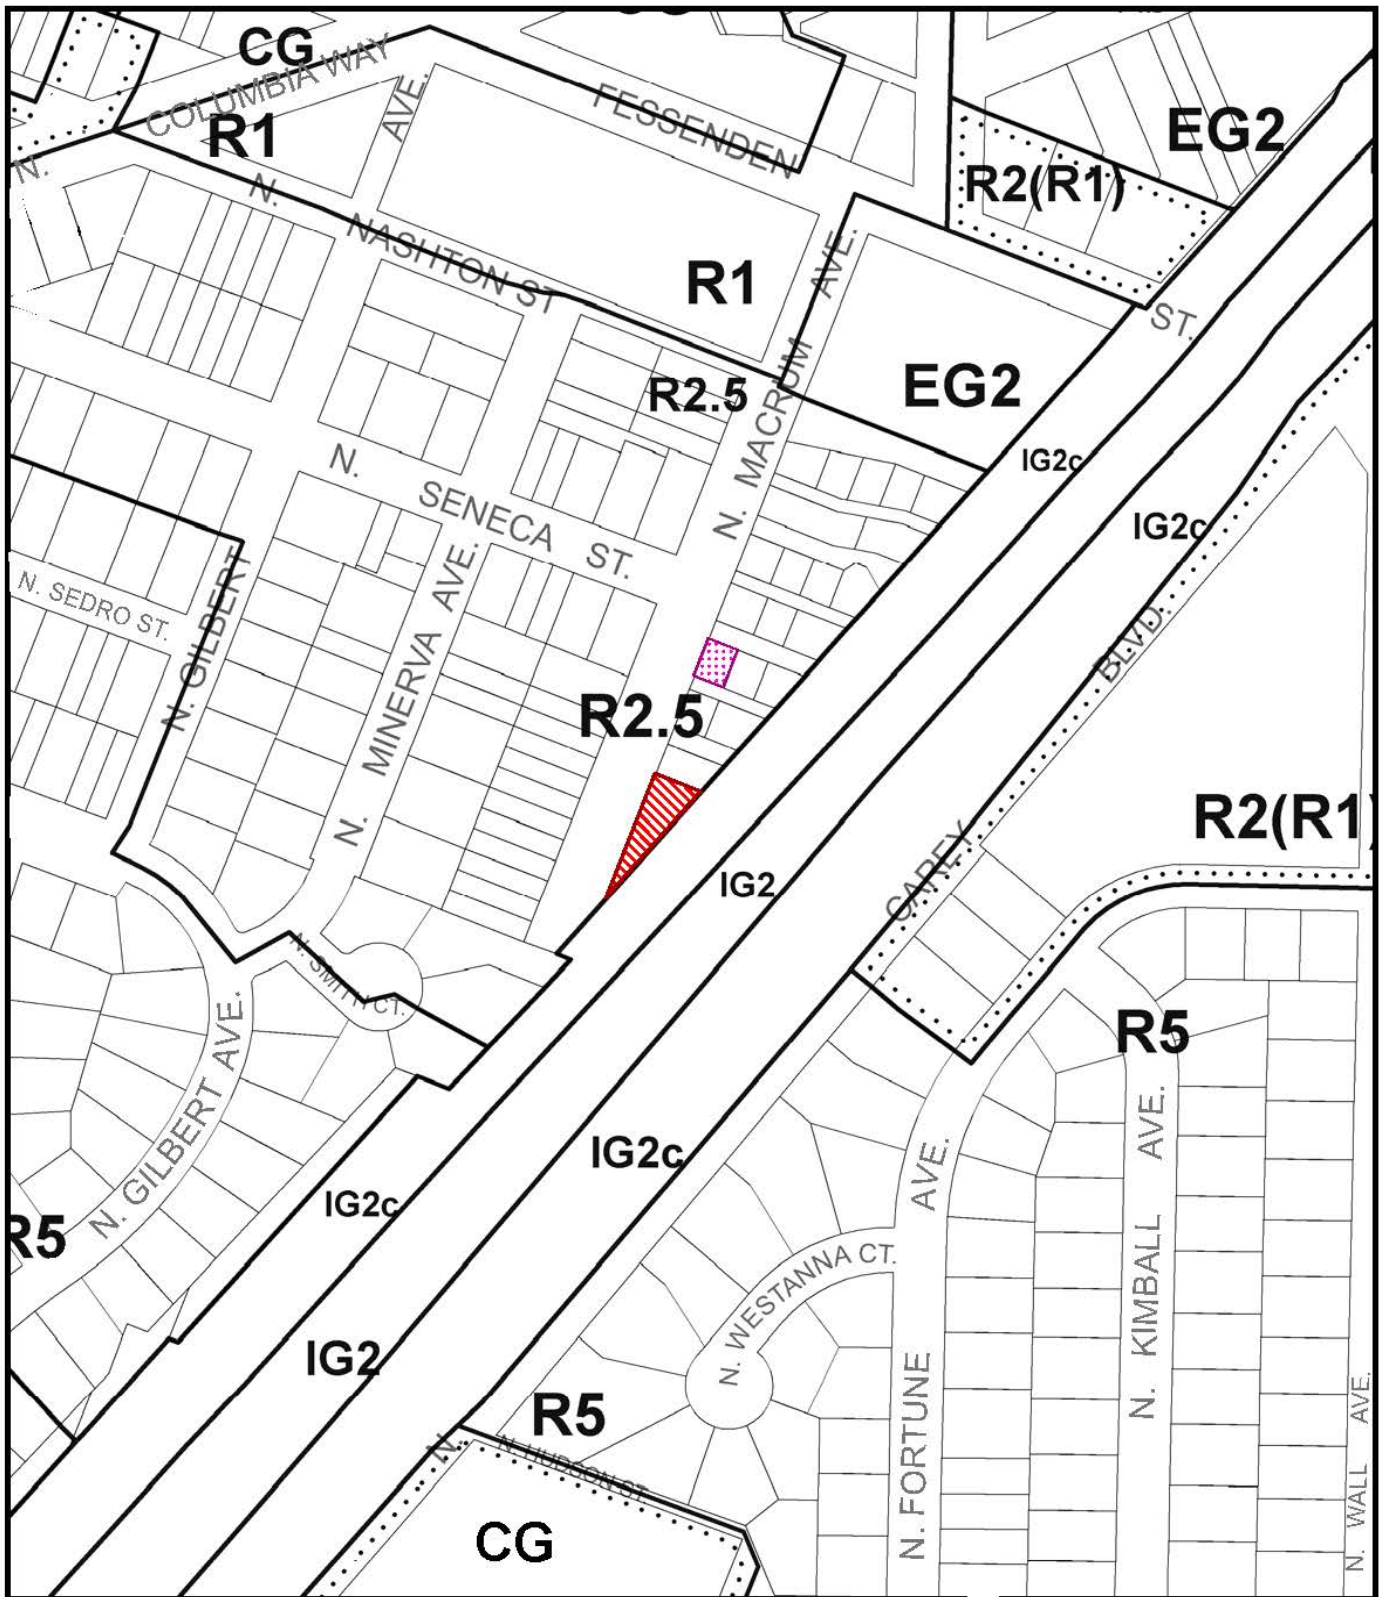 CG
COLUMBIA WAY
R1
AVE.
FESSENDEN
EG2
R2(R1)
N.
N.
NASHTON ST
R1
AVE.
ST.
R2.5
N. MACRUM
EG2
IG2c
N.
SENECA ST.
IG2c
N. SEDRO ST.
N. GILBERT
N. MINERVA AVE.
BLVD.
R2.5
R2(R1)
CAREY
IG2
N. SMITH CT.
R5
N. GILBERT AVE.
IG2c
IG2c
R5
AVE.
N. KIMBALL AVE.
N. WESTANNA CT.
IG2
R5
N. FORTUNE
N. WALL AVE.
N.
N. HUDSON ST.
CG